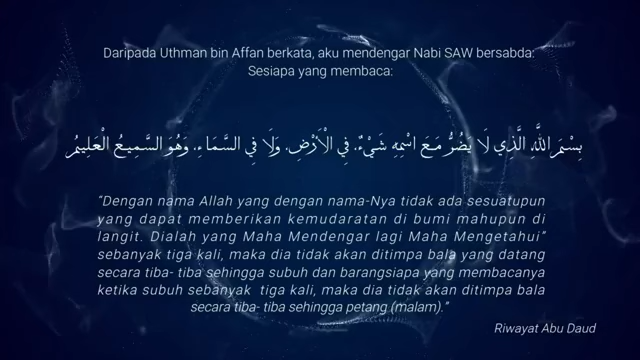 Daripada Uthman bin Affan berkata, aku mendengar Nabi SAW bersabda:
Sesiapa yang membaca:
بِسْمِ اللَّهِ الَّذِي لَا يَضُرُّ مَعَ اسْمِهِ شَيْءٌ. فِي الْأَرْضِ. وَلَا فِي السَّمَاءِ. وَهُوَ السَّمِيعُ الْعَلِيمُ
“Dengan nama Allah yang dengan nama-Nya tidak ada sesuatupun
yang dapat memberikan kemudaratan di bumi mahupun di
langit. Dialah yang Maha Mendengar lagi Maha Mengetahui”
sebanyak tiga kali, maka dia tidak akan ditimpa bala yang datang
secara tiba- tiba sehingga subuh dan barangsiapa yang membacanya
ketika subuh sebanyak tiga kali, maka dia tidak akan ditimpa bala
secara tiba- tiba sehingga petang (malam).”
Riwayat Abu Daud